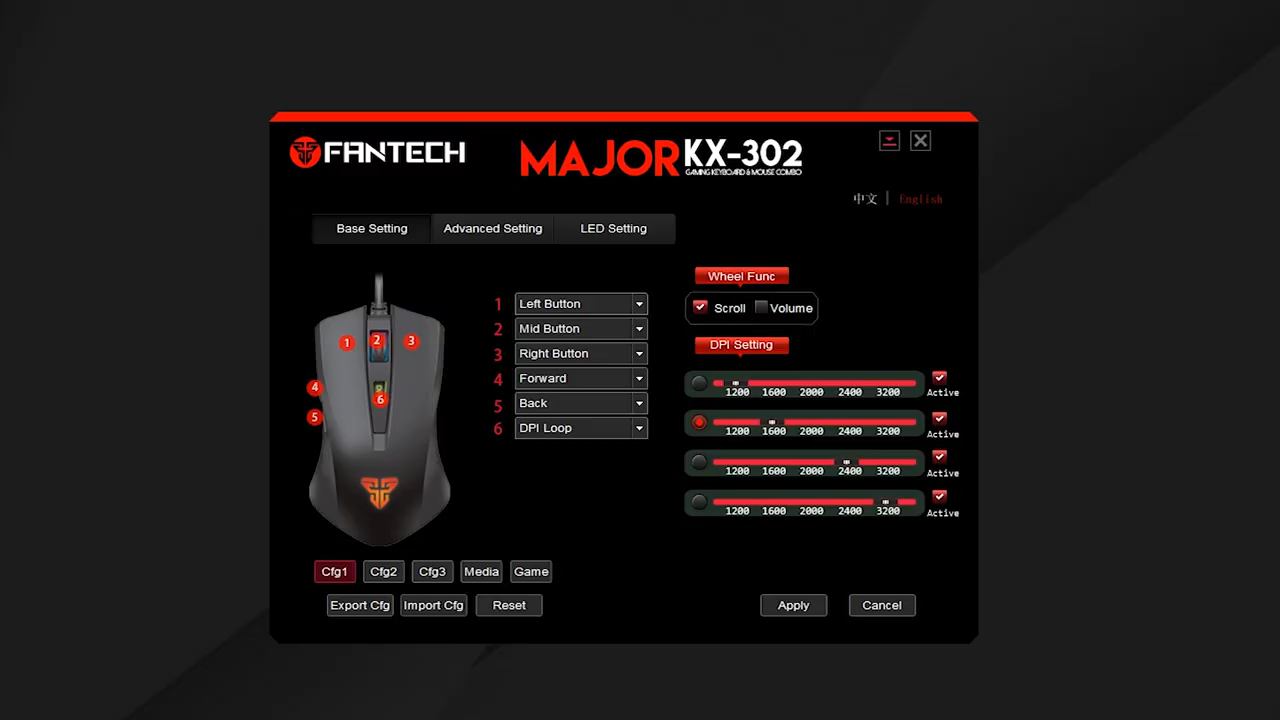 FANTECH
MAJOR KX-302
GAMING KEYBOARD & MOUSE COMBO
中文 | English
Base Setting Advanced Setting LED Setting
1 2 3 4 5 6
1 Left Button
2 Mid Button
3 Right Button
4 Forward
5 Back
6 DPI Loop
Wheel Func
Scroll Volume
DPI Setting
1200 1600 2000 2400 3200 Active
1200 1600 2000 2400 3200 Active
1200 1600 2000 2400 3200 Active
1200 1600 2000 2400 3200 Active
Cfg1 Cfg2 Cfg3 Media Game
Export Cfg Import Cfg Reset Apply Cancel